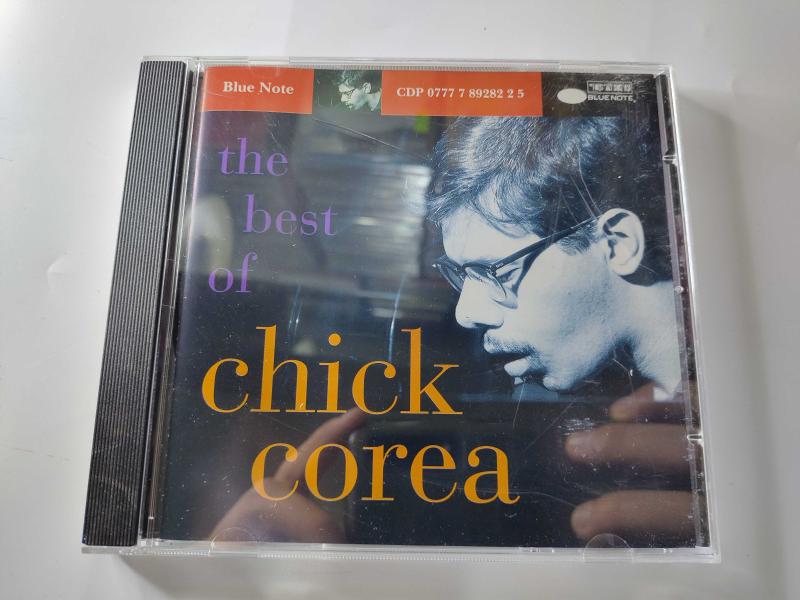 Blue Note
CDP 0777 7 89282 2 5
BLUE NOTE
the
best
of
chick
corea